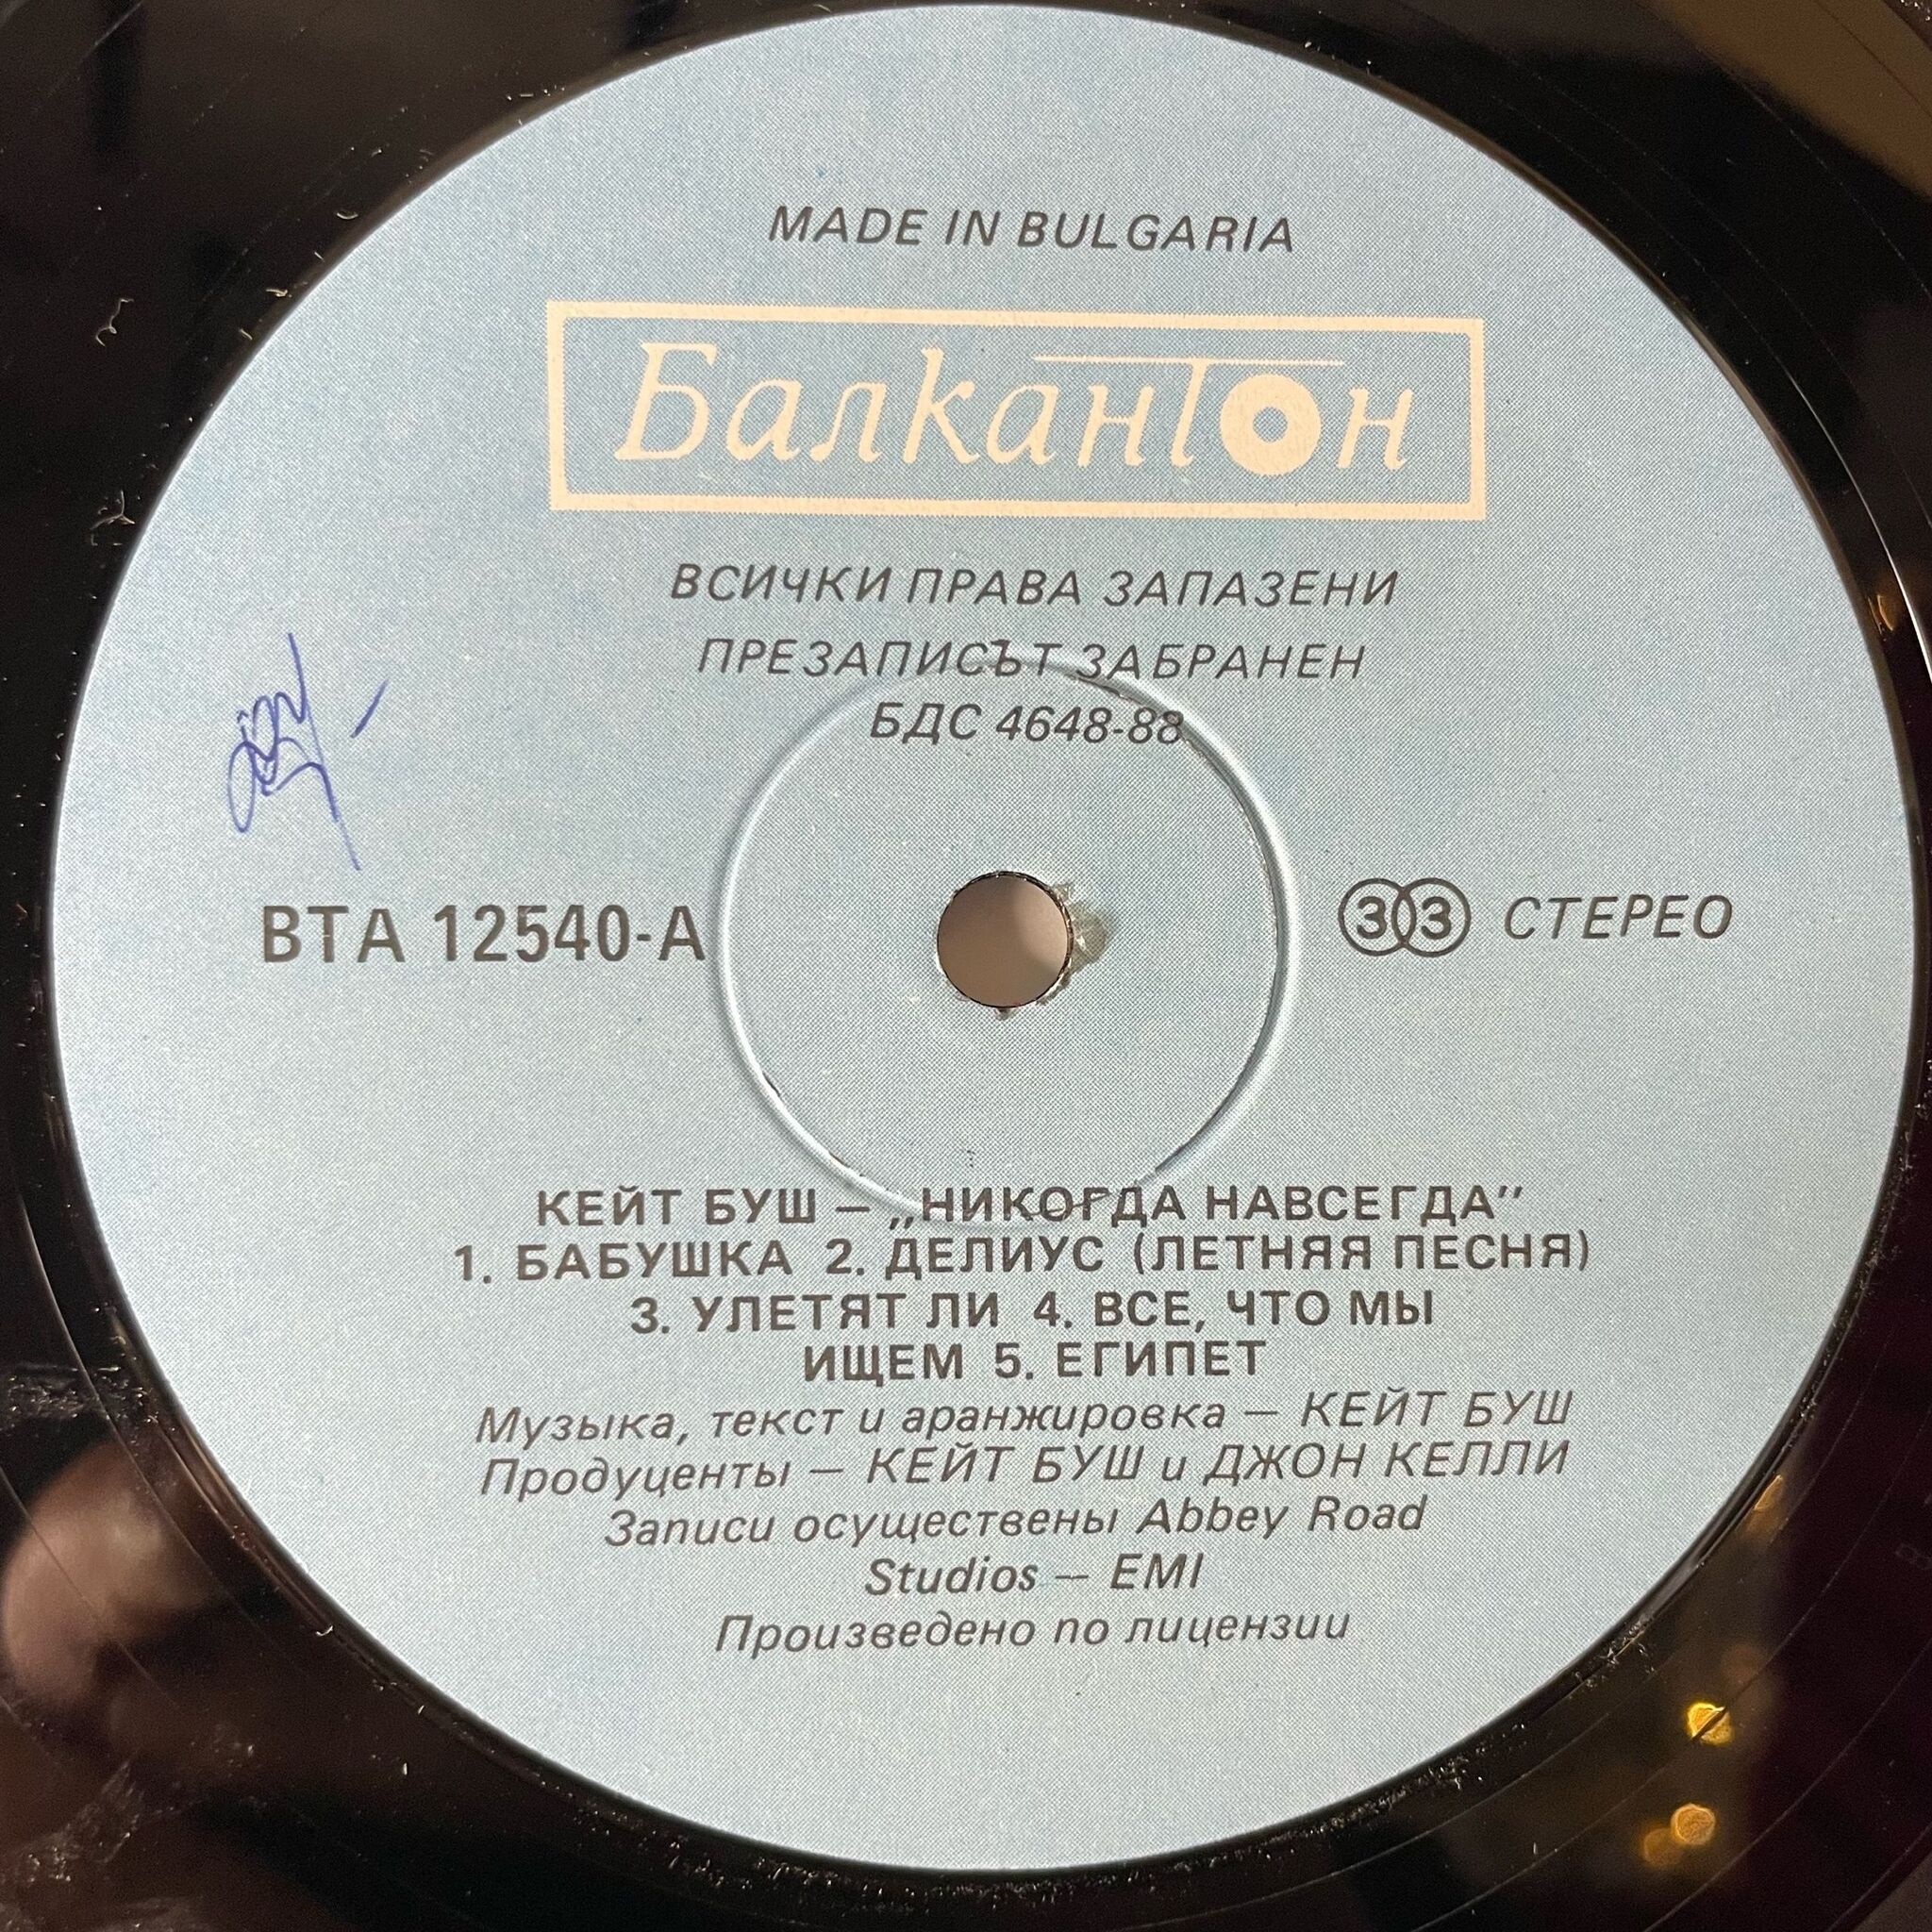 MADE IN BULGARIA
Балкантон
ВСИЧКИ ПРАВА ЗАПАЗЕНИ
ПРЕЗАПИСЪТ ЗАБРАНЕН
БДС 4648-88
ВТА 12540-А
33 СТЕРЕО
КЕЙТ БУШ — „НИКОГДА НАВСЕГДА”
1. БАБУШКА 2. ДЕЛИУС (ЛЕТНЯЯ ПЕСНЯ)
3. УЛЕТЯТ ЛИ 4. ВСЕ, ЧТО МЫ
ИЩЕМ 5. ЕГИПЕТ
Музыка, текст и аранжировка — КЕЙТ БУШ
Продуценты — КЕЙТ БУШ и ДЖОН КЕЛЛИ
Записи осуществены Abbey Road
Studios — EMI
Произведено по лицензии